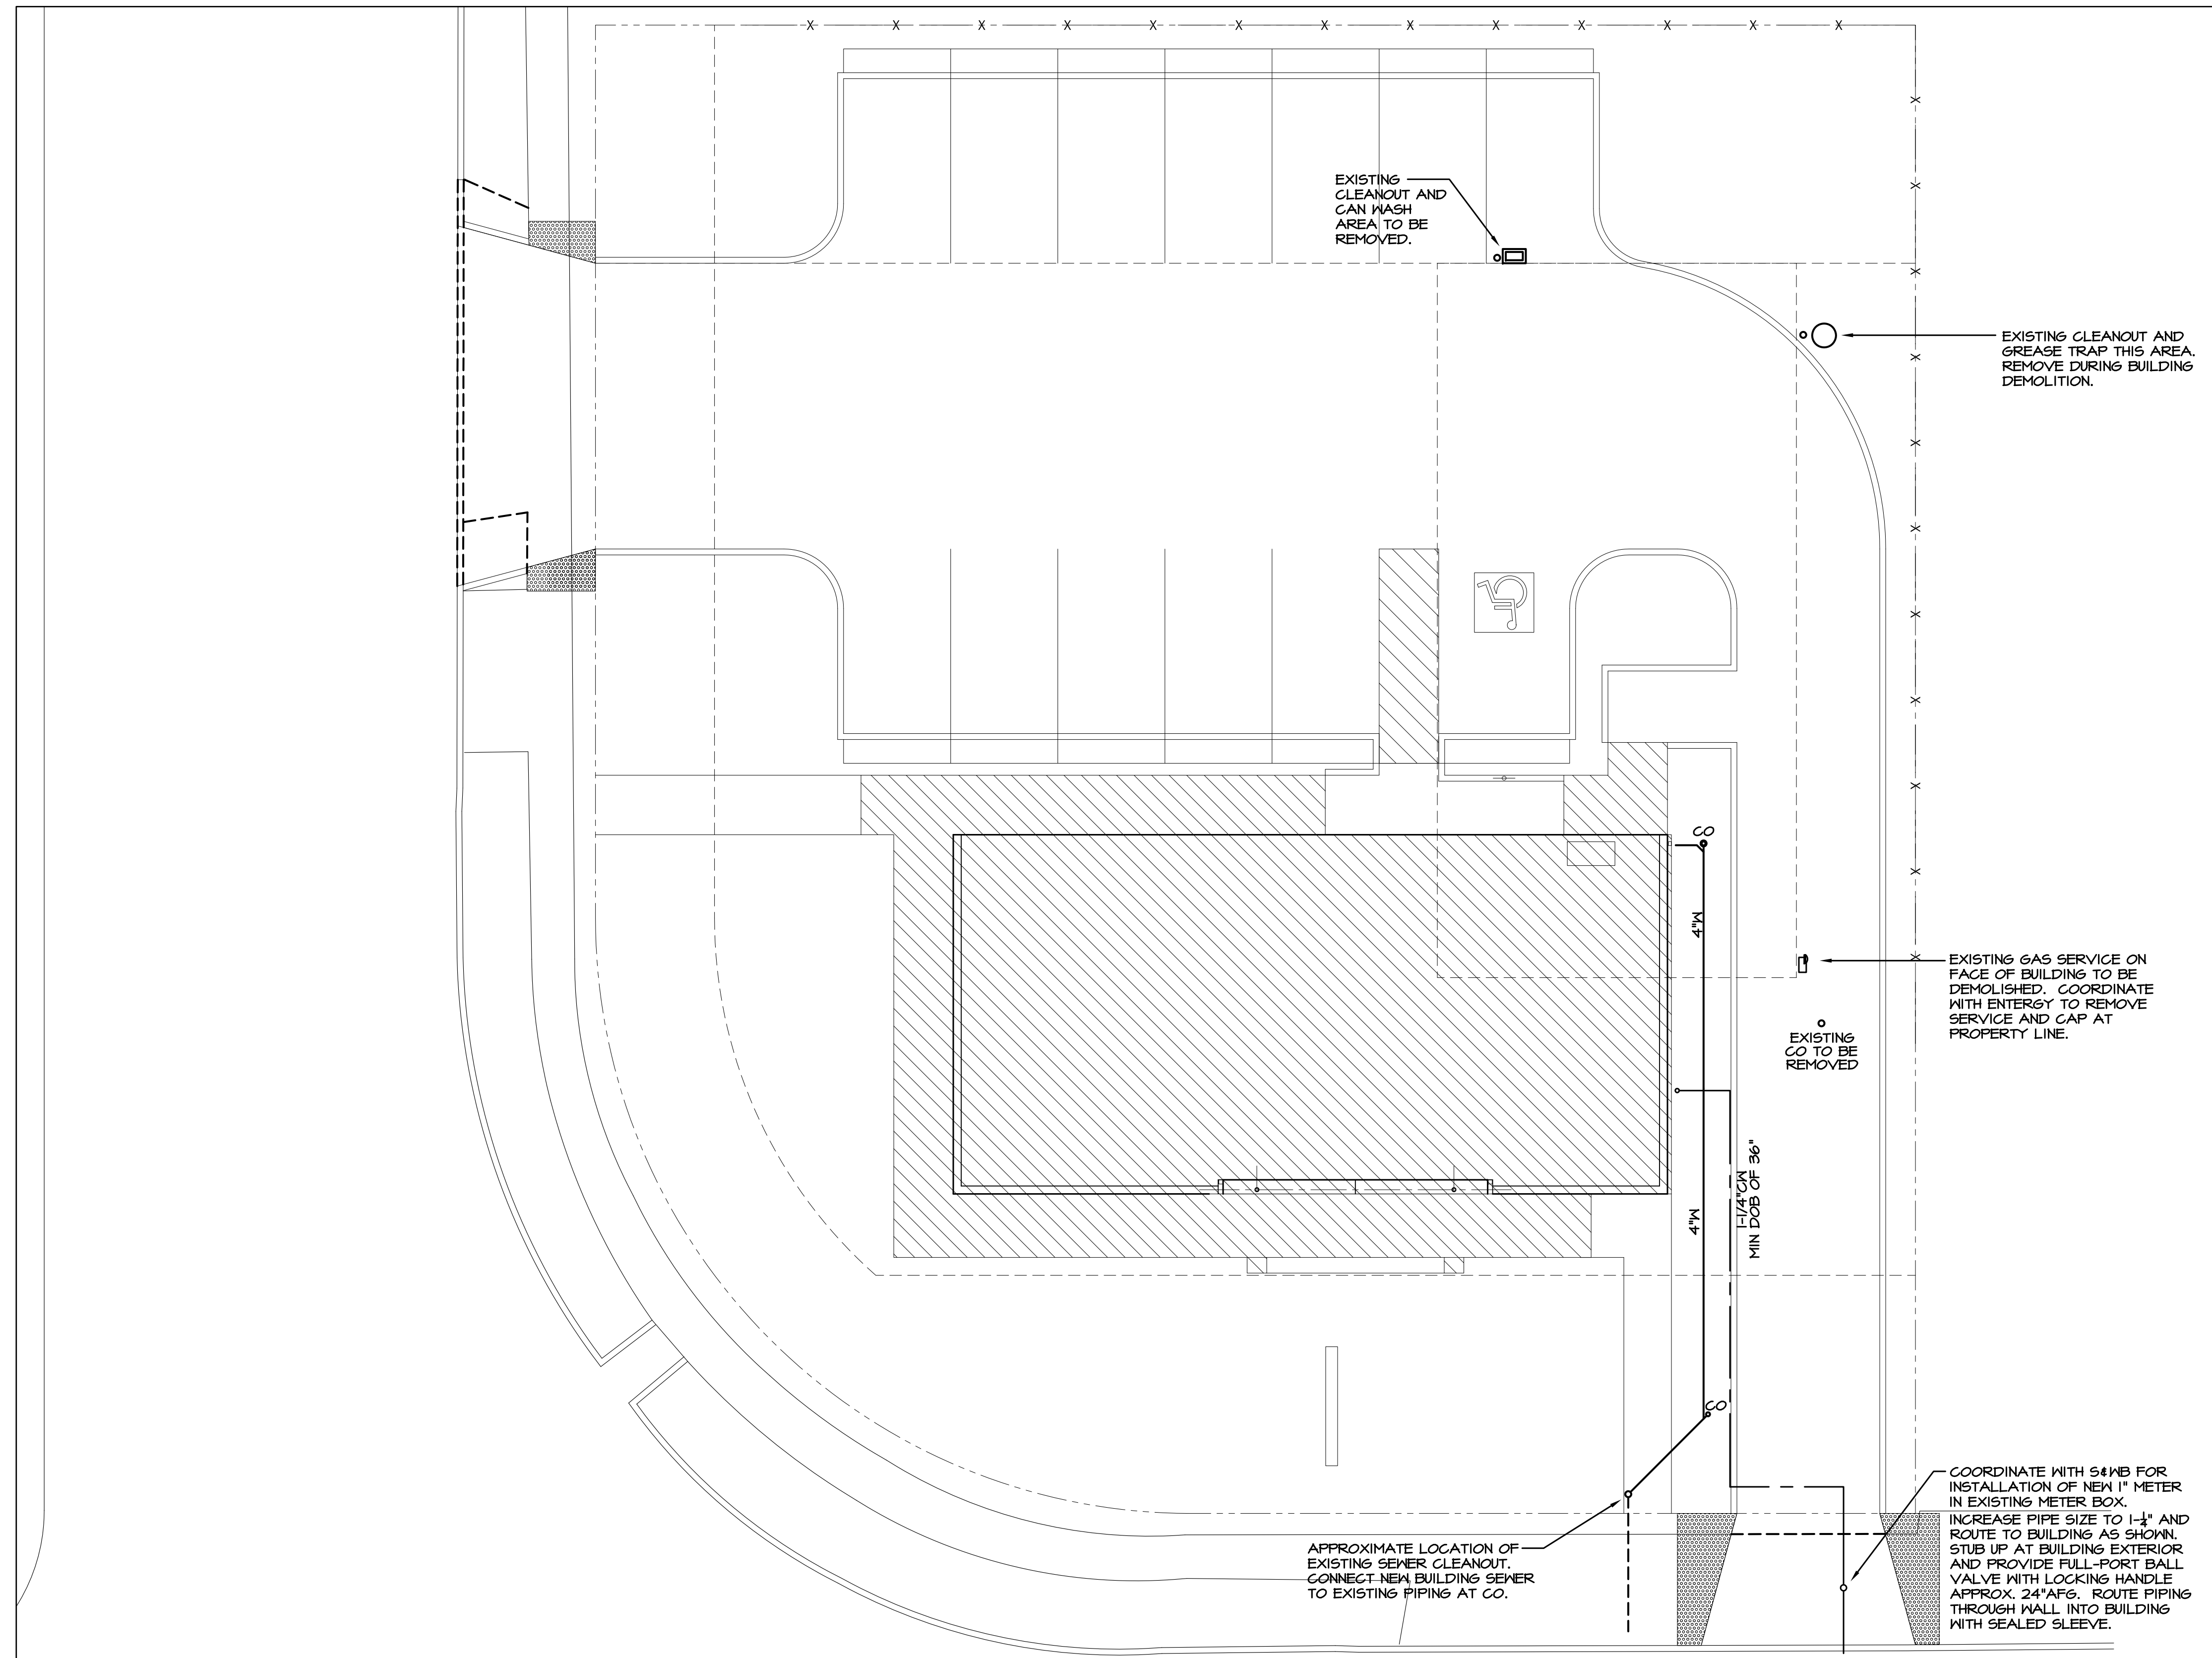 EXISTING
CLEANOUT AND
CAN WASH
AREA TO BE
REMOVED.
EXISTING CLEANOUT AND
GREASE TRAP THIS AREA.
REMOVE DURING BUILDING
DEMOLITION.
CO
4"W
EXISTING GAS SERVICE ON
FACE OF BUILDING TO BE
DEMOLISHED. COORDINATE
WITH ENTERGY TO REMOVE
SERVICE AND CAP AT
PROPERTY LINE.
EXISTING
CO TO BE
REMOVED
1-1/4"CW
MIN DOB OF 36"
4"W
CO
COORDINATE WITH S&WB FOR
INSTALLATION OF NEW 1" METER
IN EXISTING METER BOX.
INCREASE PIPE SIZE TO 1-¼" AND
ROUTE TO BUILDING AS SHOWN.
STUB UP AT BUILDING EXTERIOR
AND PROVIDE FULL-PORT BALL
VALVE WITH LOCKING HANDLE
APPROX. 24"AFG. ROUTE PIPING
THROUGH WALL INTO BUILDING
WITH SEALED SLEEVE.
APPROXIMATE LOCATION OF
EXISTING SEWER CLEANOUT.
CONNECT NEW BUILDING SEWER
TO EXISTING PIPING AT CO.